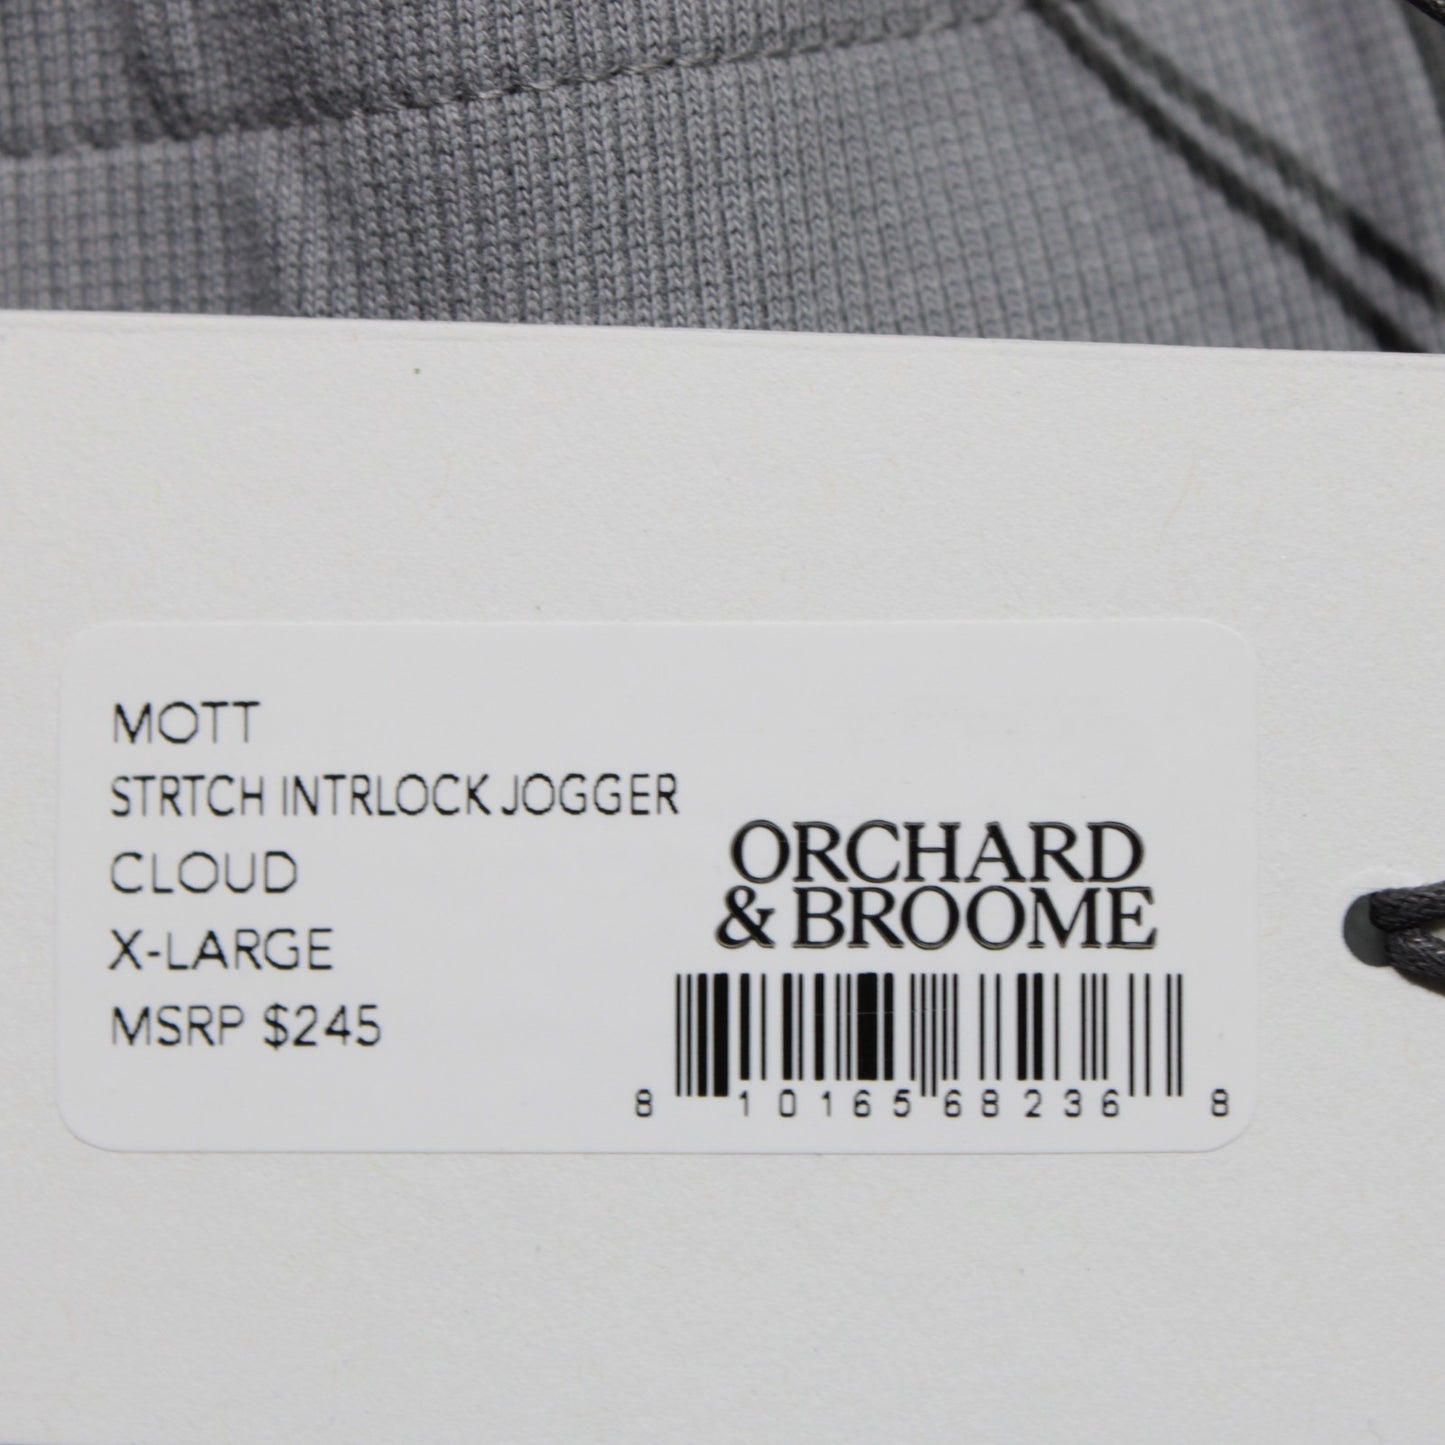 MOTT
STRTCH INTRLOCK JOGGER
CLOUD
X-LARGE
MSRP $245
ORCHARD
& BROOME
8 10165 68236 8